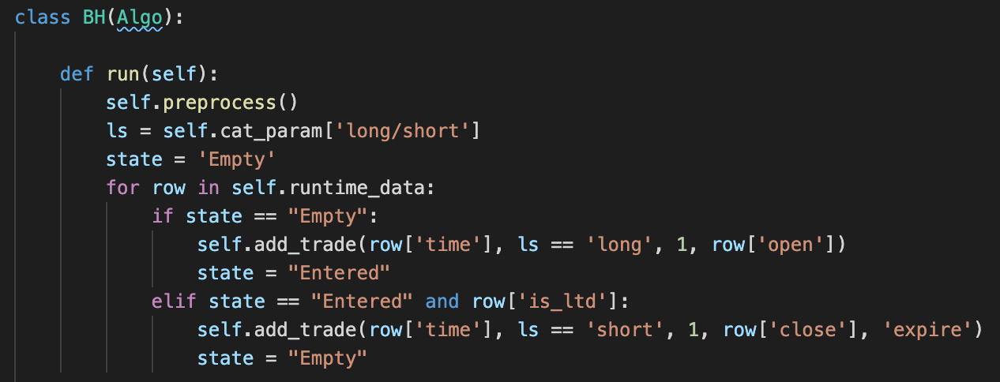 class BH(Algo):
def run(self):
self.preprocess()
ls = self.cat_param['long/short']
state = 'Empty'
for row in self.runtime_data:
if state == "Empty":
self.add_trade(row['time'], ls == 'long', 1, row['open'])
state = "Entered"
elif state == "Entered" and row['is_ltd']:
self.add_trade(row['time'], ls == 'short', 1, row['close'], 'expire')
state = "Empty"